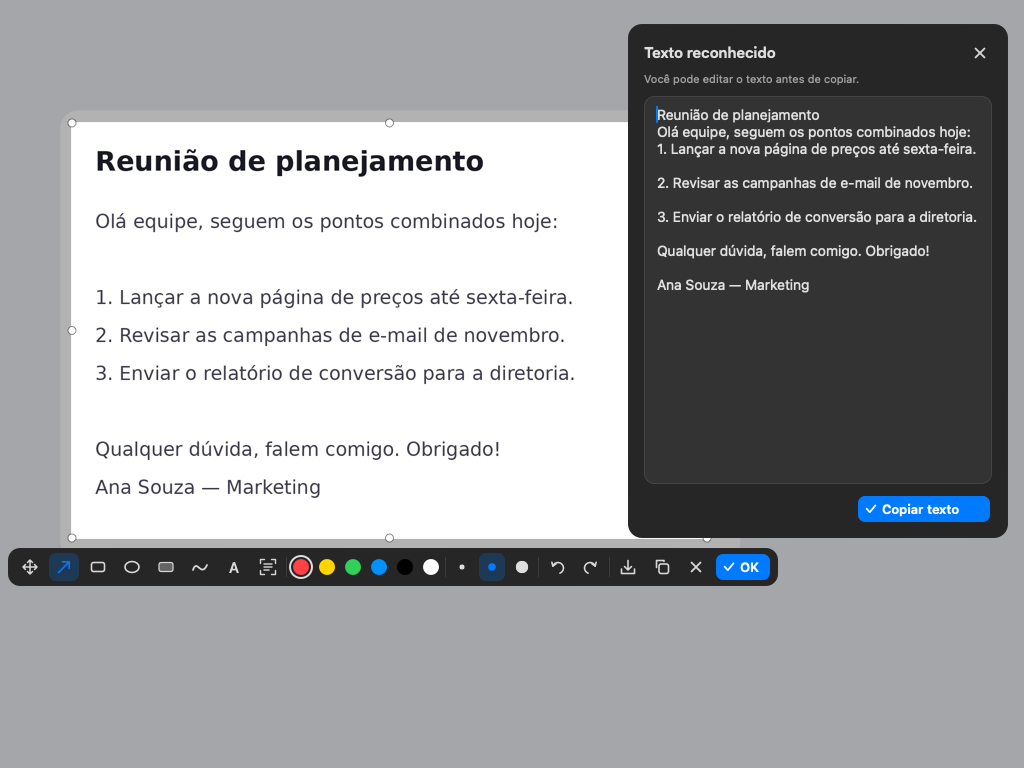 Reunião de planejamento
Olá equipe, seguem os pontos combinados hoje:
1. Lançar a nova página de preços até sexta-feira.
2. Revisar as campanhas de e-mail de novembro.
3. Enviar o relatório de conversão para a diretoria.
Qualquer dúvida, falem comigo. Obrigado!
Ana Souza — Marketing
Texto reconhecido
Você pode editar o texto antes de copiar.
Reunião de planejamento
Olá equipe, seguem os pontos combinados hoje:
1. Lançar a nova página de preços até sexta-feira.
2. Revisar as campanhas de e-mail de novembro.
3. Enviar o relatório de conversão para a diretoria.
Qualquer dúvida, falem comigo. Obrigado!
Ana Souza — Marketing
Copiar texto
A
OK